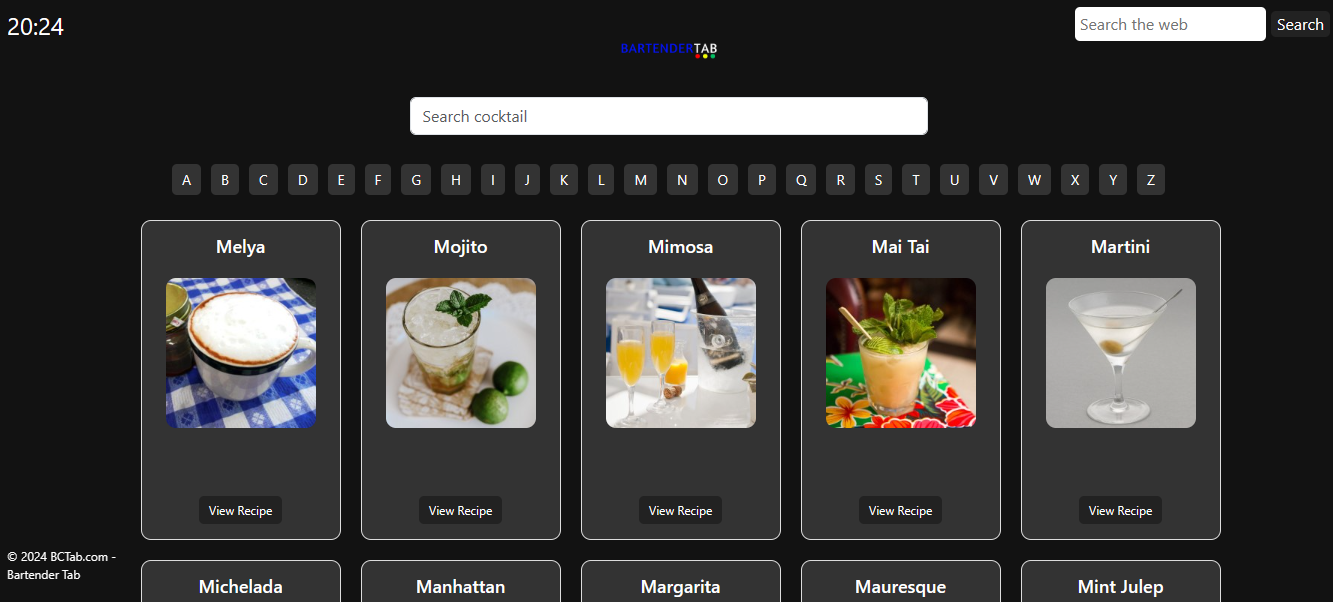 20:24
Search the web
Search
BARTENDERTAB
Search cocktail
A B C D E F G H I J K L M N O P Q R S T U V W X Y Z
Melya
Mojito
Mimosa
Mai Tai
Martini
View Recipe
View Recipe
View Recipe
View Recipe
View Recipe
© 2024 BCTab.com -
Bartender Tab
Michelada
Manhattan
Margarita
Mauresque
Mint Julep